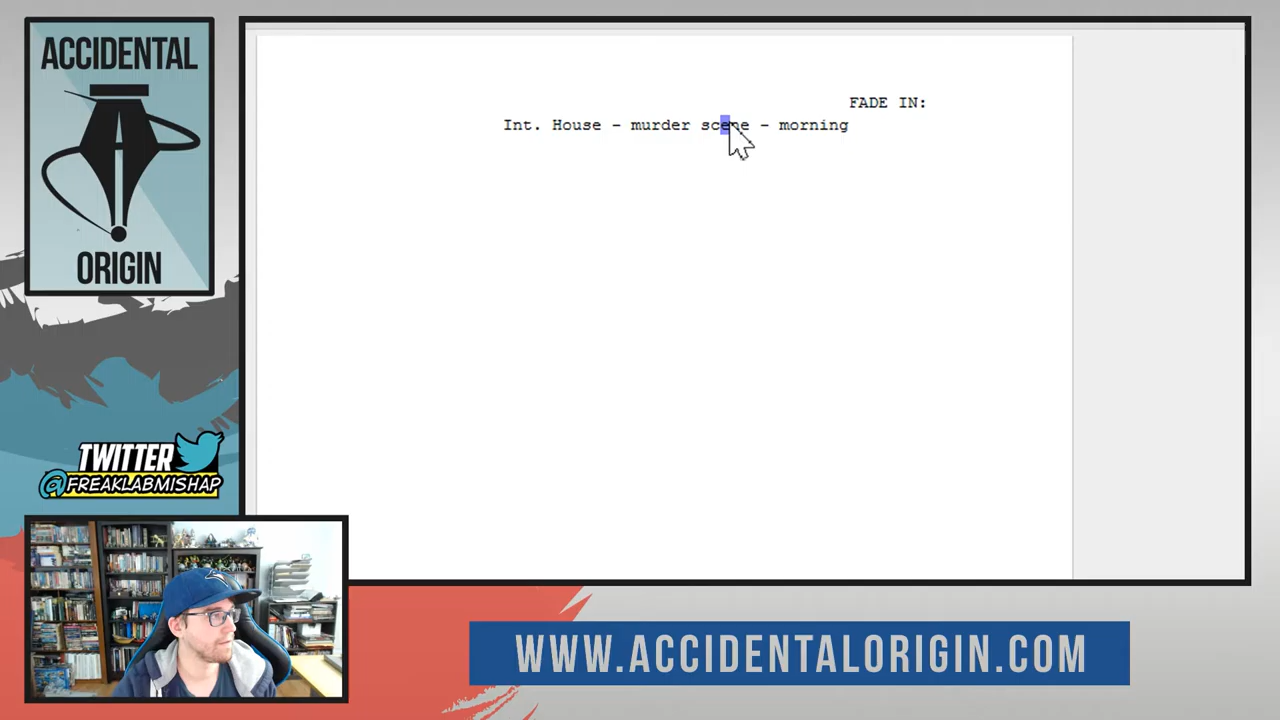 ACCIDENTAL
ORIGIN
FADE IN:
Int. House - murder scene - morning
TWITTER
@FREAKLABMISHAP
WWW.ACCIDENTALORIGIN.COM